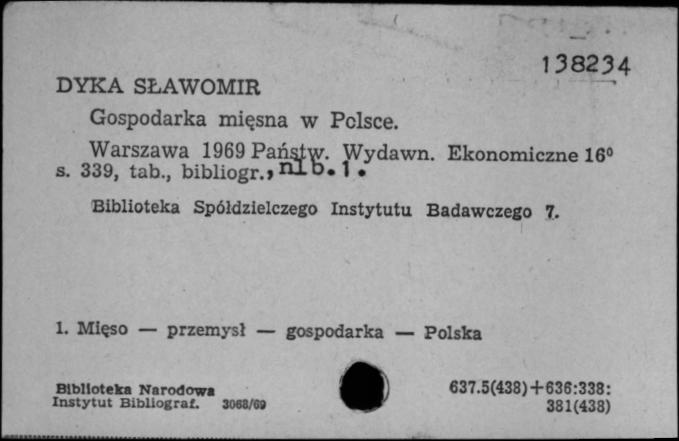 138234
DYKA SŁAWOMIR
Gospodarka mięsna w Polsce.
Warszawa 1969 Państw. Wydawn. Ekonomiczne 16⁰
s. 339, tab., bibliogr., nlb. 1.
Biblioteka Spółdzielczego Instytutu Badawczego 7.
1. Mięso — przemysł — gospodarka — Polska
Biblioteka Narodowa
Instytut Bibliograf. 3068/69
637.5(438)+636:338:
381(438)